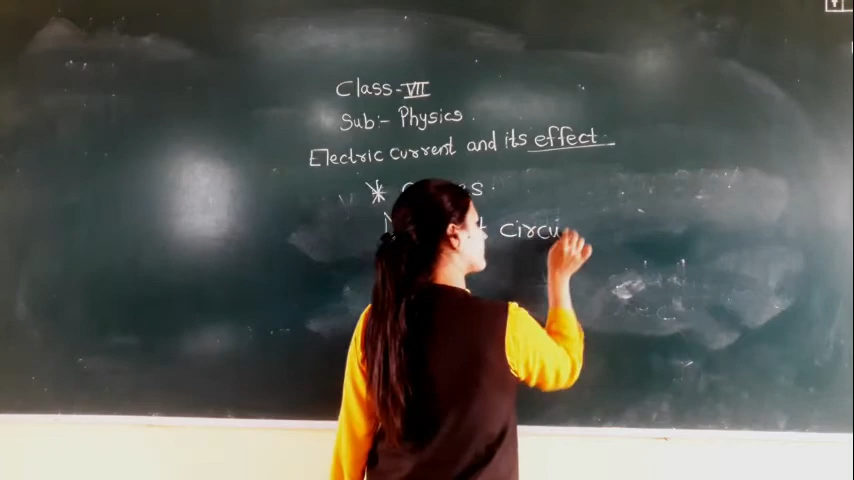 Class-VII
Sub:- Physics
Electric current and its effect
circu